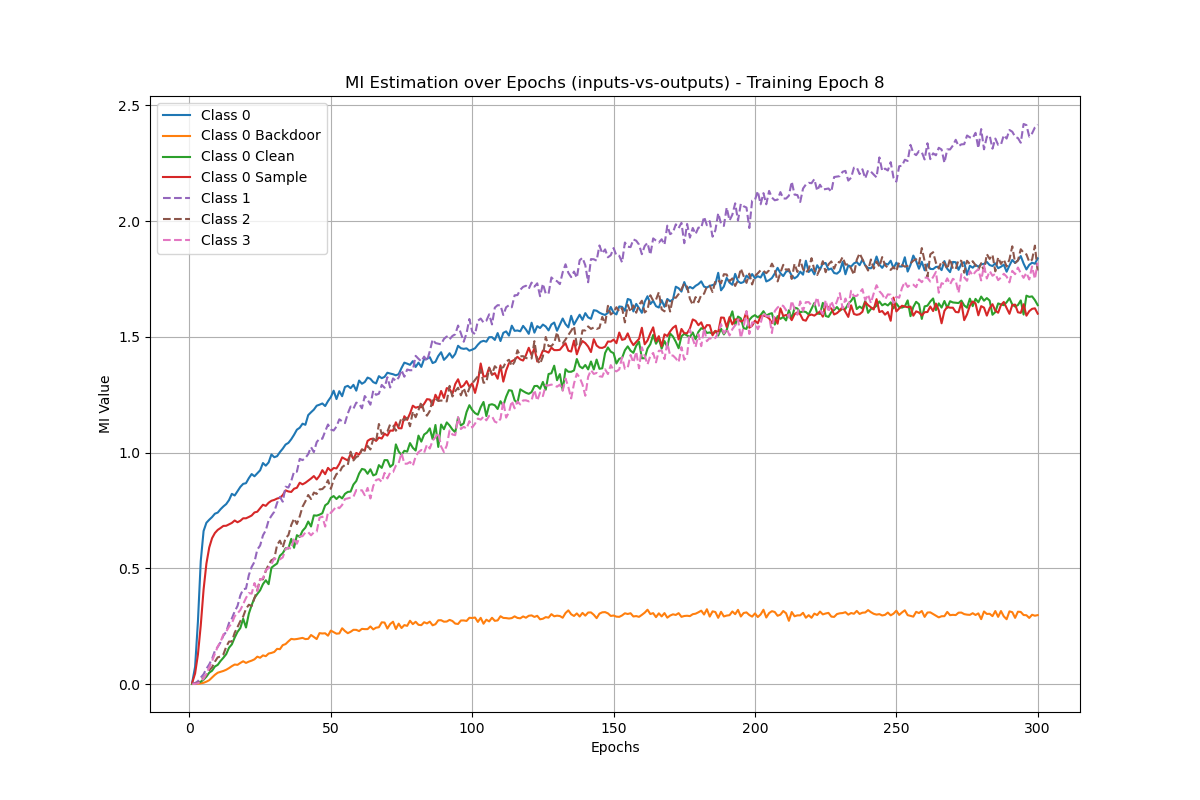 MI Estimation over Epochs (inputs-vs-outputs) - Training Epoch 8
Class 0
Class 0 Backdoor
Class 0 Clean
Class 0 Sample
Class 1
Class 2
Class 3
MI Value
2.5
2.0
1.5
1.0
0.5
0.0
0 50 100 150 200 250 300
Epochs